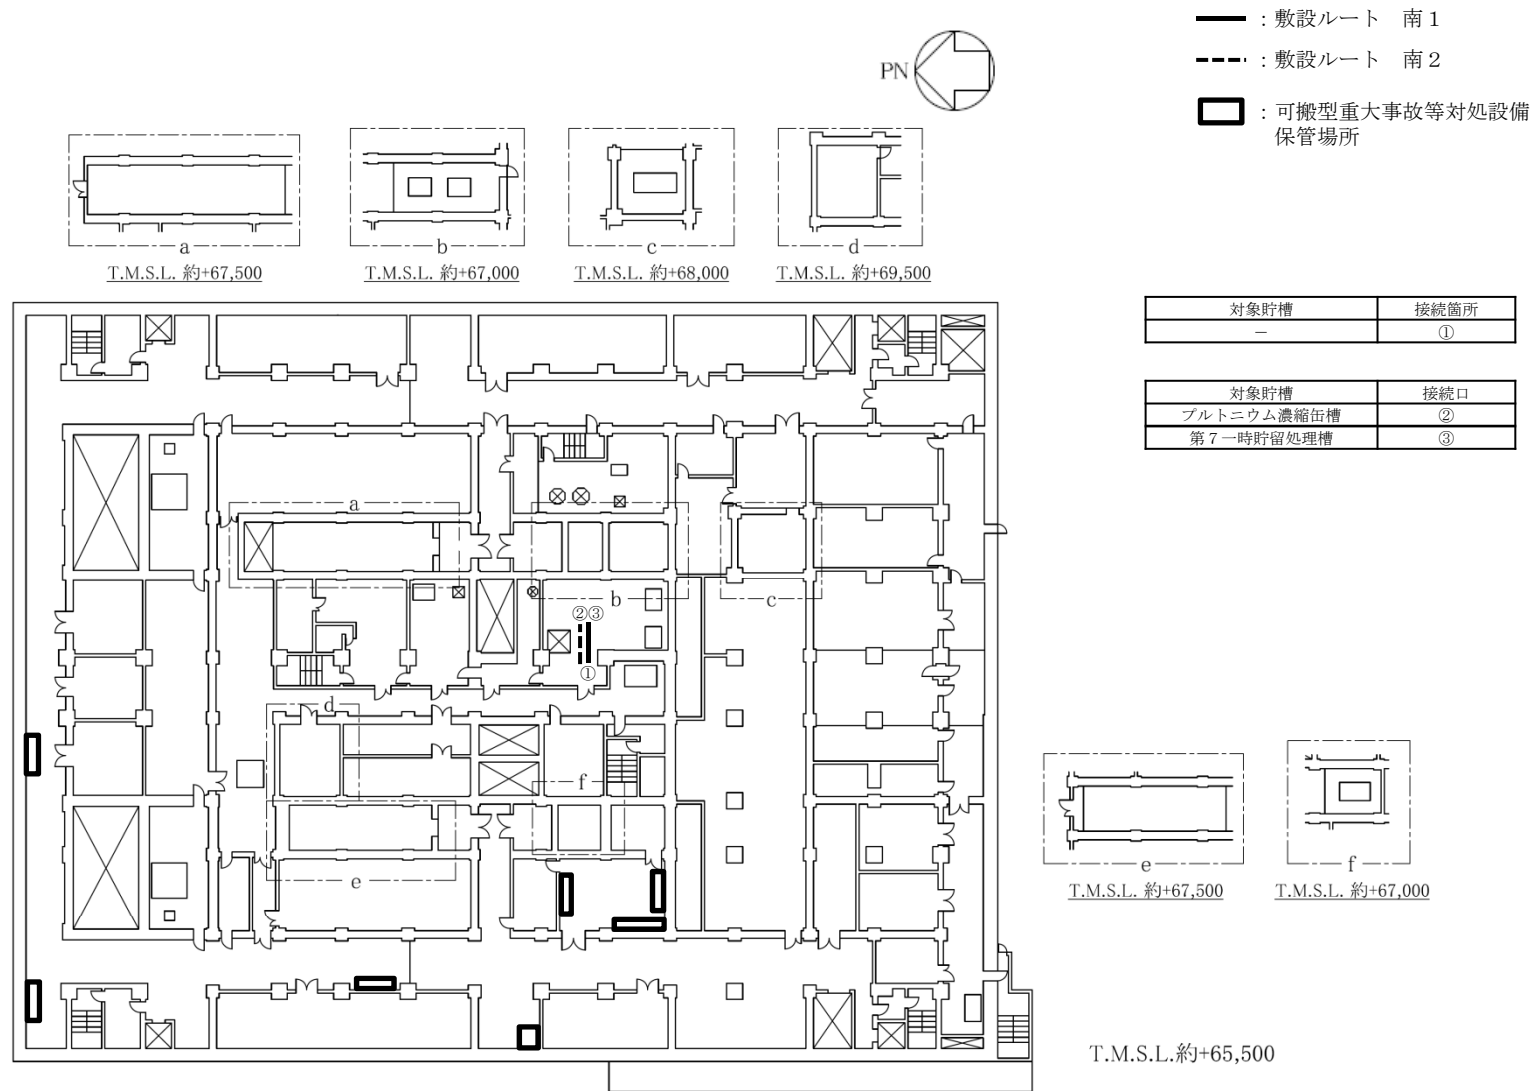 ：敷設ルート　南１
：敷設ルート　南２
：可搬型重大事故等対処設備
保管場所
PN
a
T.M.S.L. 約+67,500
b
T.M.S.L. 約+67,000
c
T.M.S.L. 約+68,000
d
T.M.S.L. 約+69,500
対象貯槽 接続箇所
－ ①
対象貯槽 接続口
プルトニウム濃縮缶槽 ②
第７一時貯留処理槽 ③
a
b
c
②③
①
d
f
e
e
T.M.S.L. 約+67,500
f
T.M.S.L. 約+67,000
T.M.S.L.約+65,500